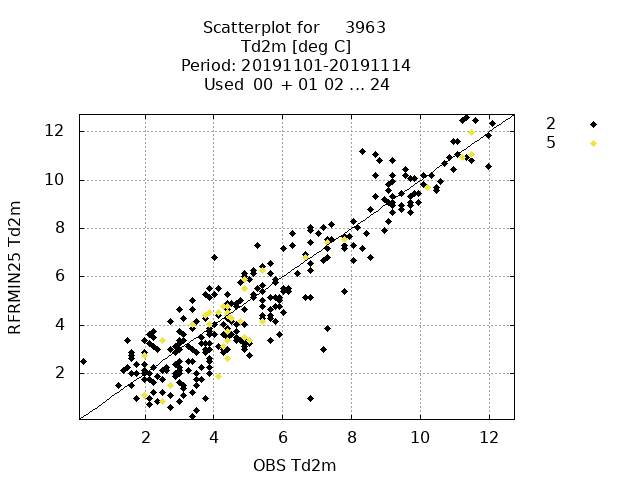 Scatterplot for 3963
Td2m [deg C]
Period: 20191101-20191114
Used 00 + 01 02 ... 24
2
5
12
10
8
6
4
2
RFRMIN25 Td2m
2 4 6 8 10 12
OBS Td2m